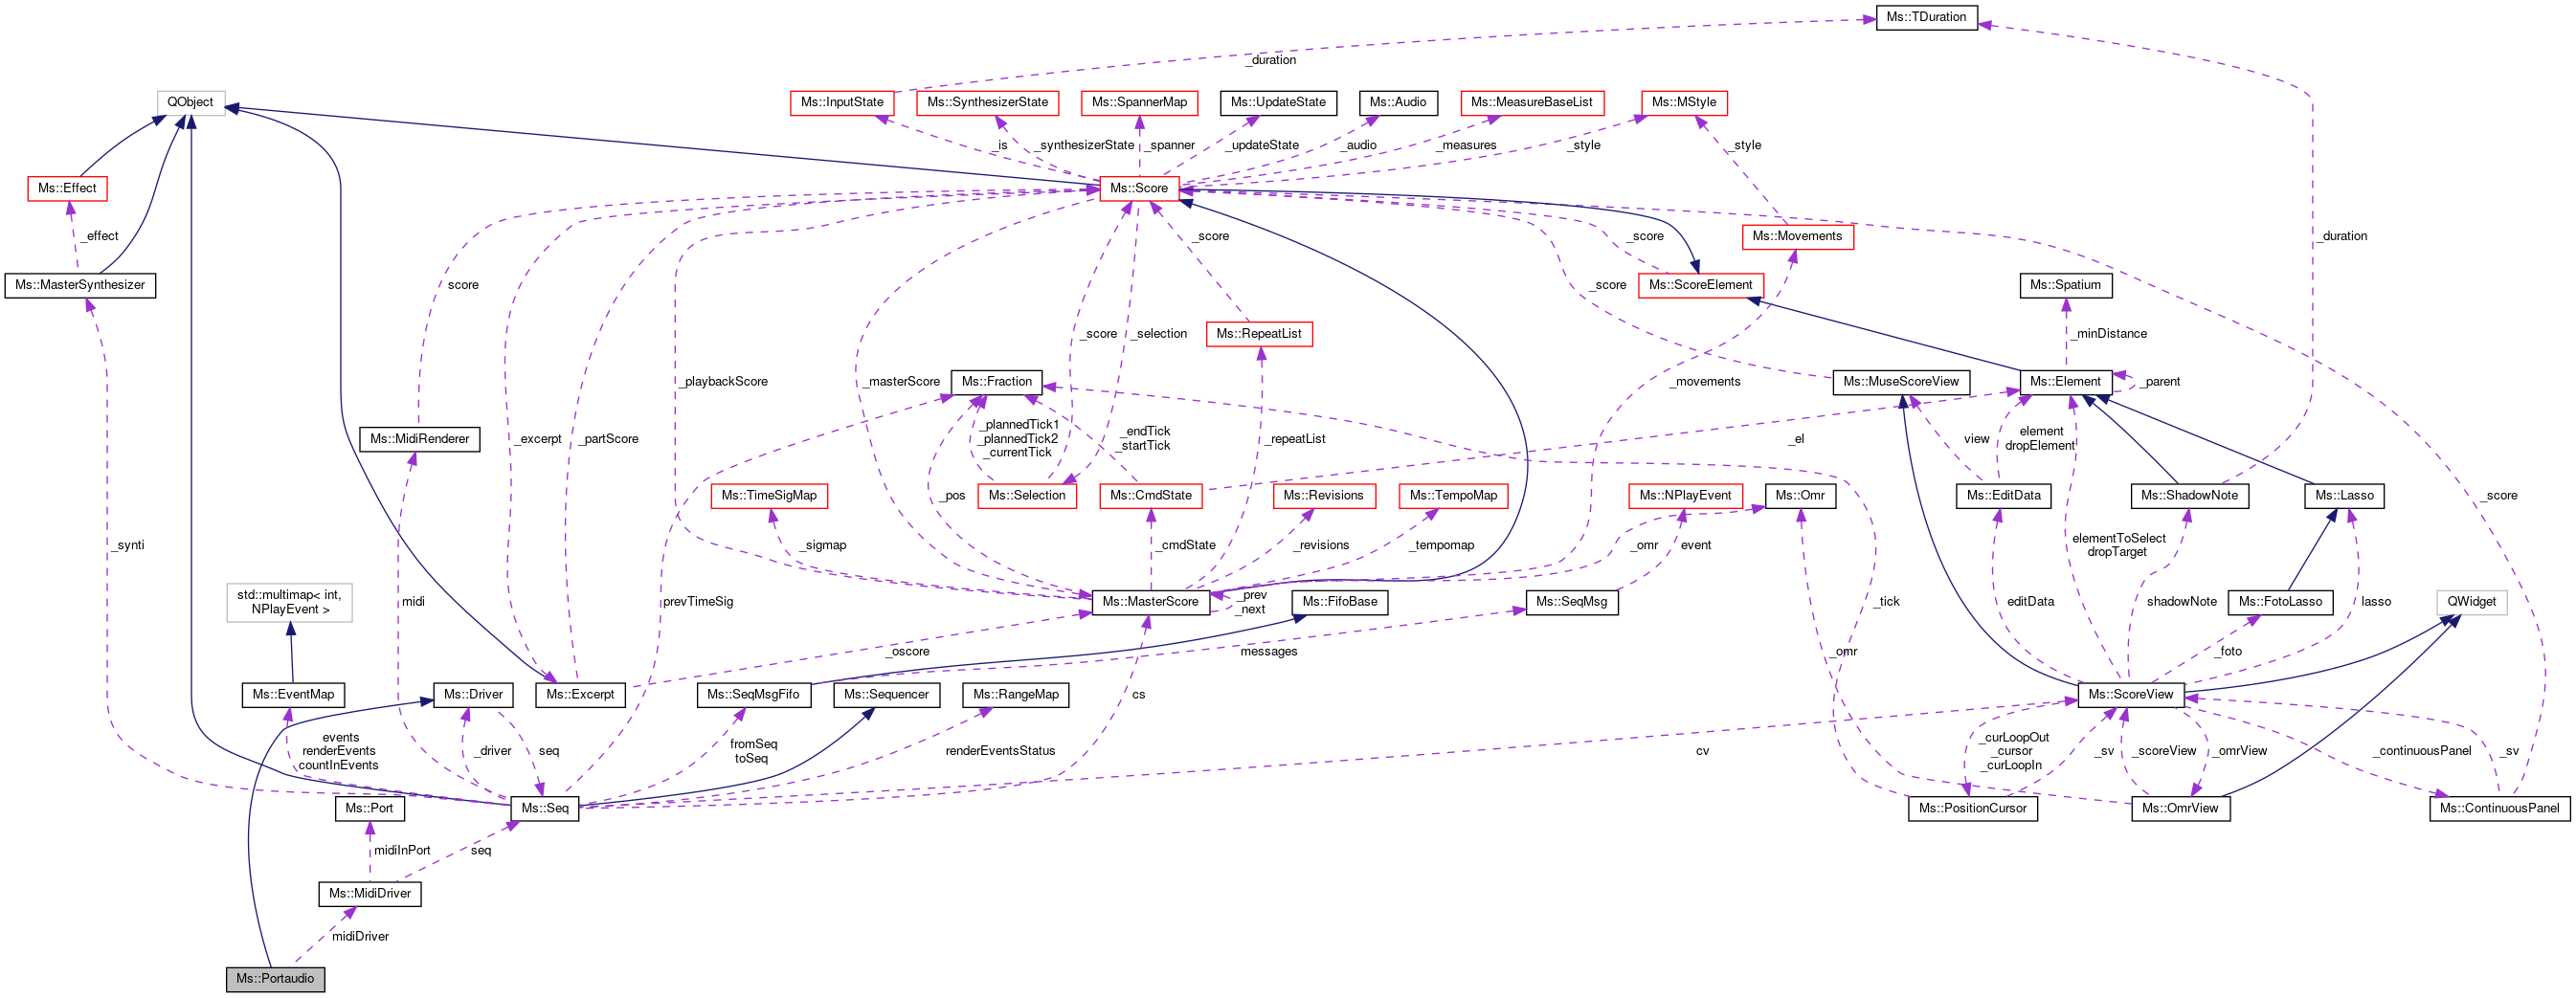 Ms::TDuration
_duration
QObject
Ms::InputState
Ms::SynthesizerState
Ms::SpannerMap
Ms::UpdateState
Ms::Audio
Ms::MeasureBaseList
Ms::MStyle
_is
_synthesizerState
_spanner
_updateState
_audio
_measures
_style
_style
Ms::Effect
Ms::Score
_effect
_score
_score
Ms::Movements
_duration
Ms::MasterSynthesizer
score
_score
Ms::ScoreElement
Ms::Spatium
_score
_selection
Ms::RepeatList
_minDistance
_playbackScore
_masterScore
Ms::Fraction
_movements
Ms::MuseScoreView
Ms::Element
_parent
Ms::MidiRenderer
_excerpt
_partScore
_plannedTick1
_plannedTick2
_currentTick
_endTick
_startTick
_repeatList
_el
view
element
dropElement
_pos
Ms::TimeSigMap
Ms::Selection
Ms::CmdState
Ms::Revisions
Ms::TempoMap
Ms::NPlayEvent
Ms::Omr
Ms::EditData
Ms::ShadowNote
Ms::Lasso
_score
_synti
_sigmap
_cmdState
_revisions
_tempomap
_omr
event
elementToSelect
dropTarget
std::multimap< int,
NPlayEvent >
midi
prevTimeSig
Ms::MasterScore
_prev
_next
Ms::FifoBase
Ms::SeqMsg
_tick
editData
shadowNote
Ms::FotoLasso
lasso
QWidget
_oscore
messages
_omr
_foto
Ms::EventMap
Ms::Driver
Ms::Excerpt
Ms::SeqMsgFifo
Ms::Sequencer
Ms::RangeMap
cs
Ms::ScoreView
events
renderEvents
countInEvents
_driver
seq
fromSeq
toSeq
renderEventsStatus
cv
_curLoopOut
_cursor
_curLoopIn
_sv
_scoreView
_omrView
_continuousPanel
_sv
Ms::Port
Ms::Seq
Ms::PositionCursor
Ms::OmrView
Ms::ContinuousPanel
midiInPort
seq
Ms::MidiDriver
midiDriver
Ms::Portaudio